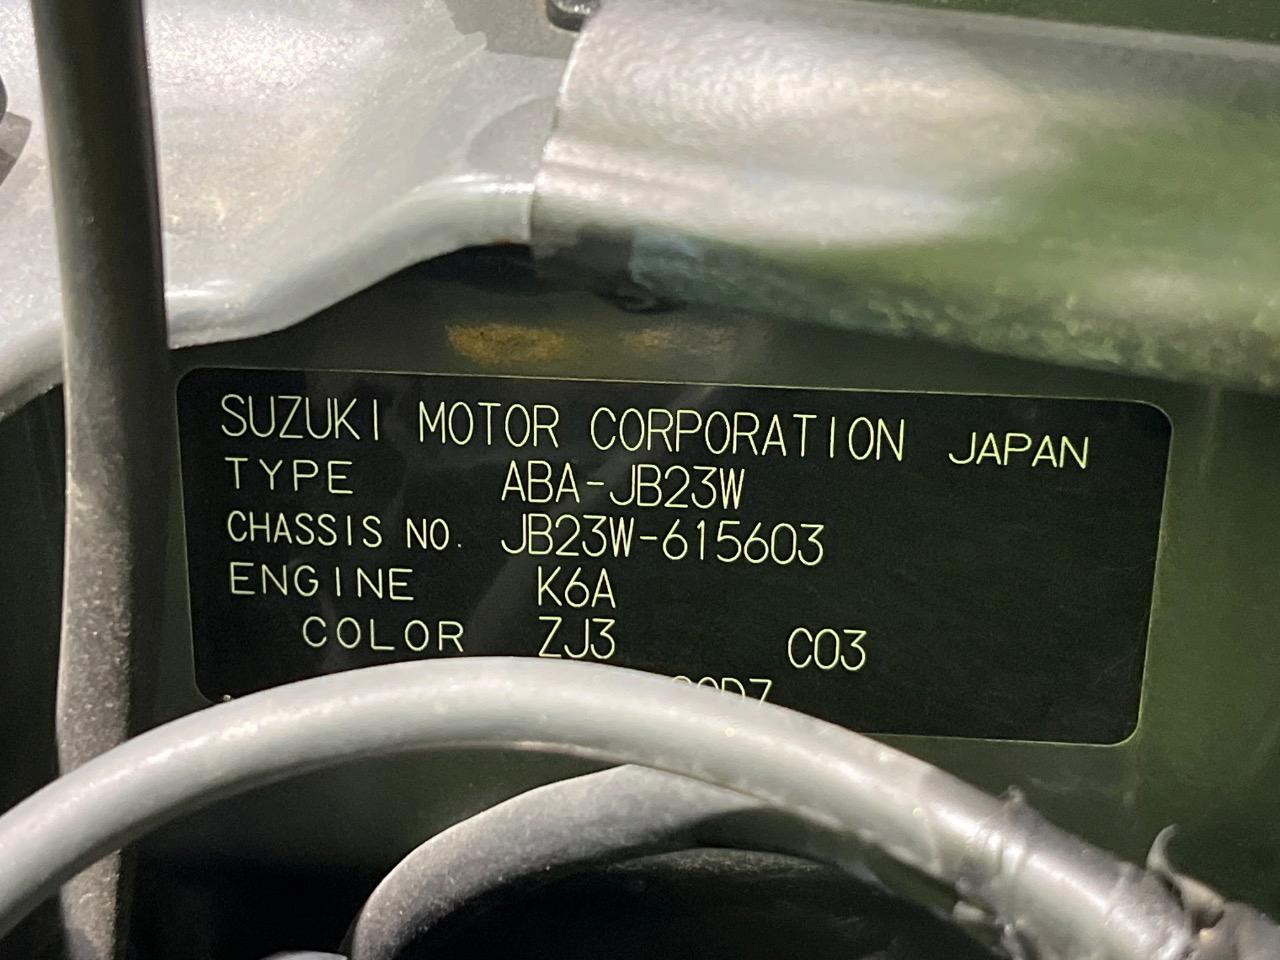 SUZUKI MOTOR CORPORATION JAPAN
TYPE ABA-JB23W
CHASSIS NO. JB23W-615603
ENGINE K6A
COLOR ZJ3 C03